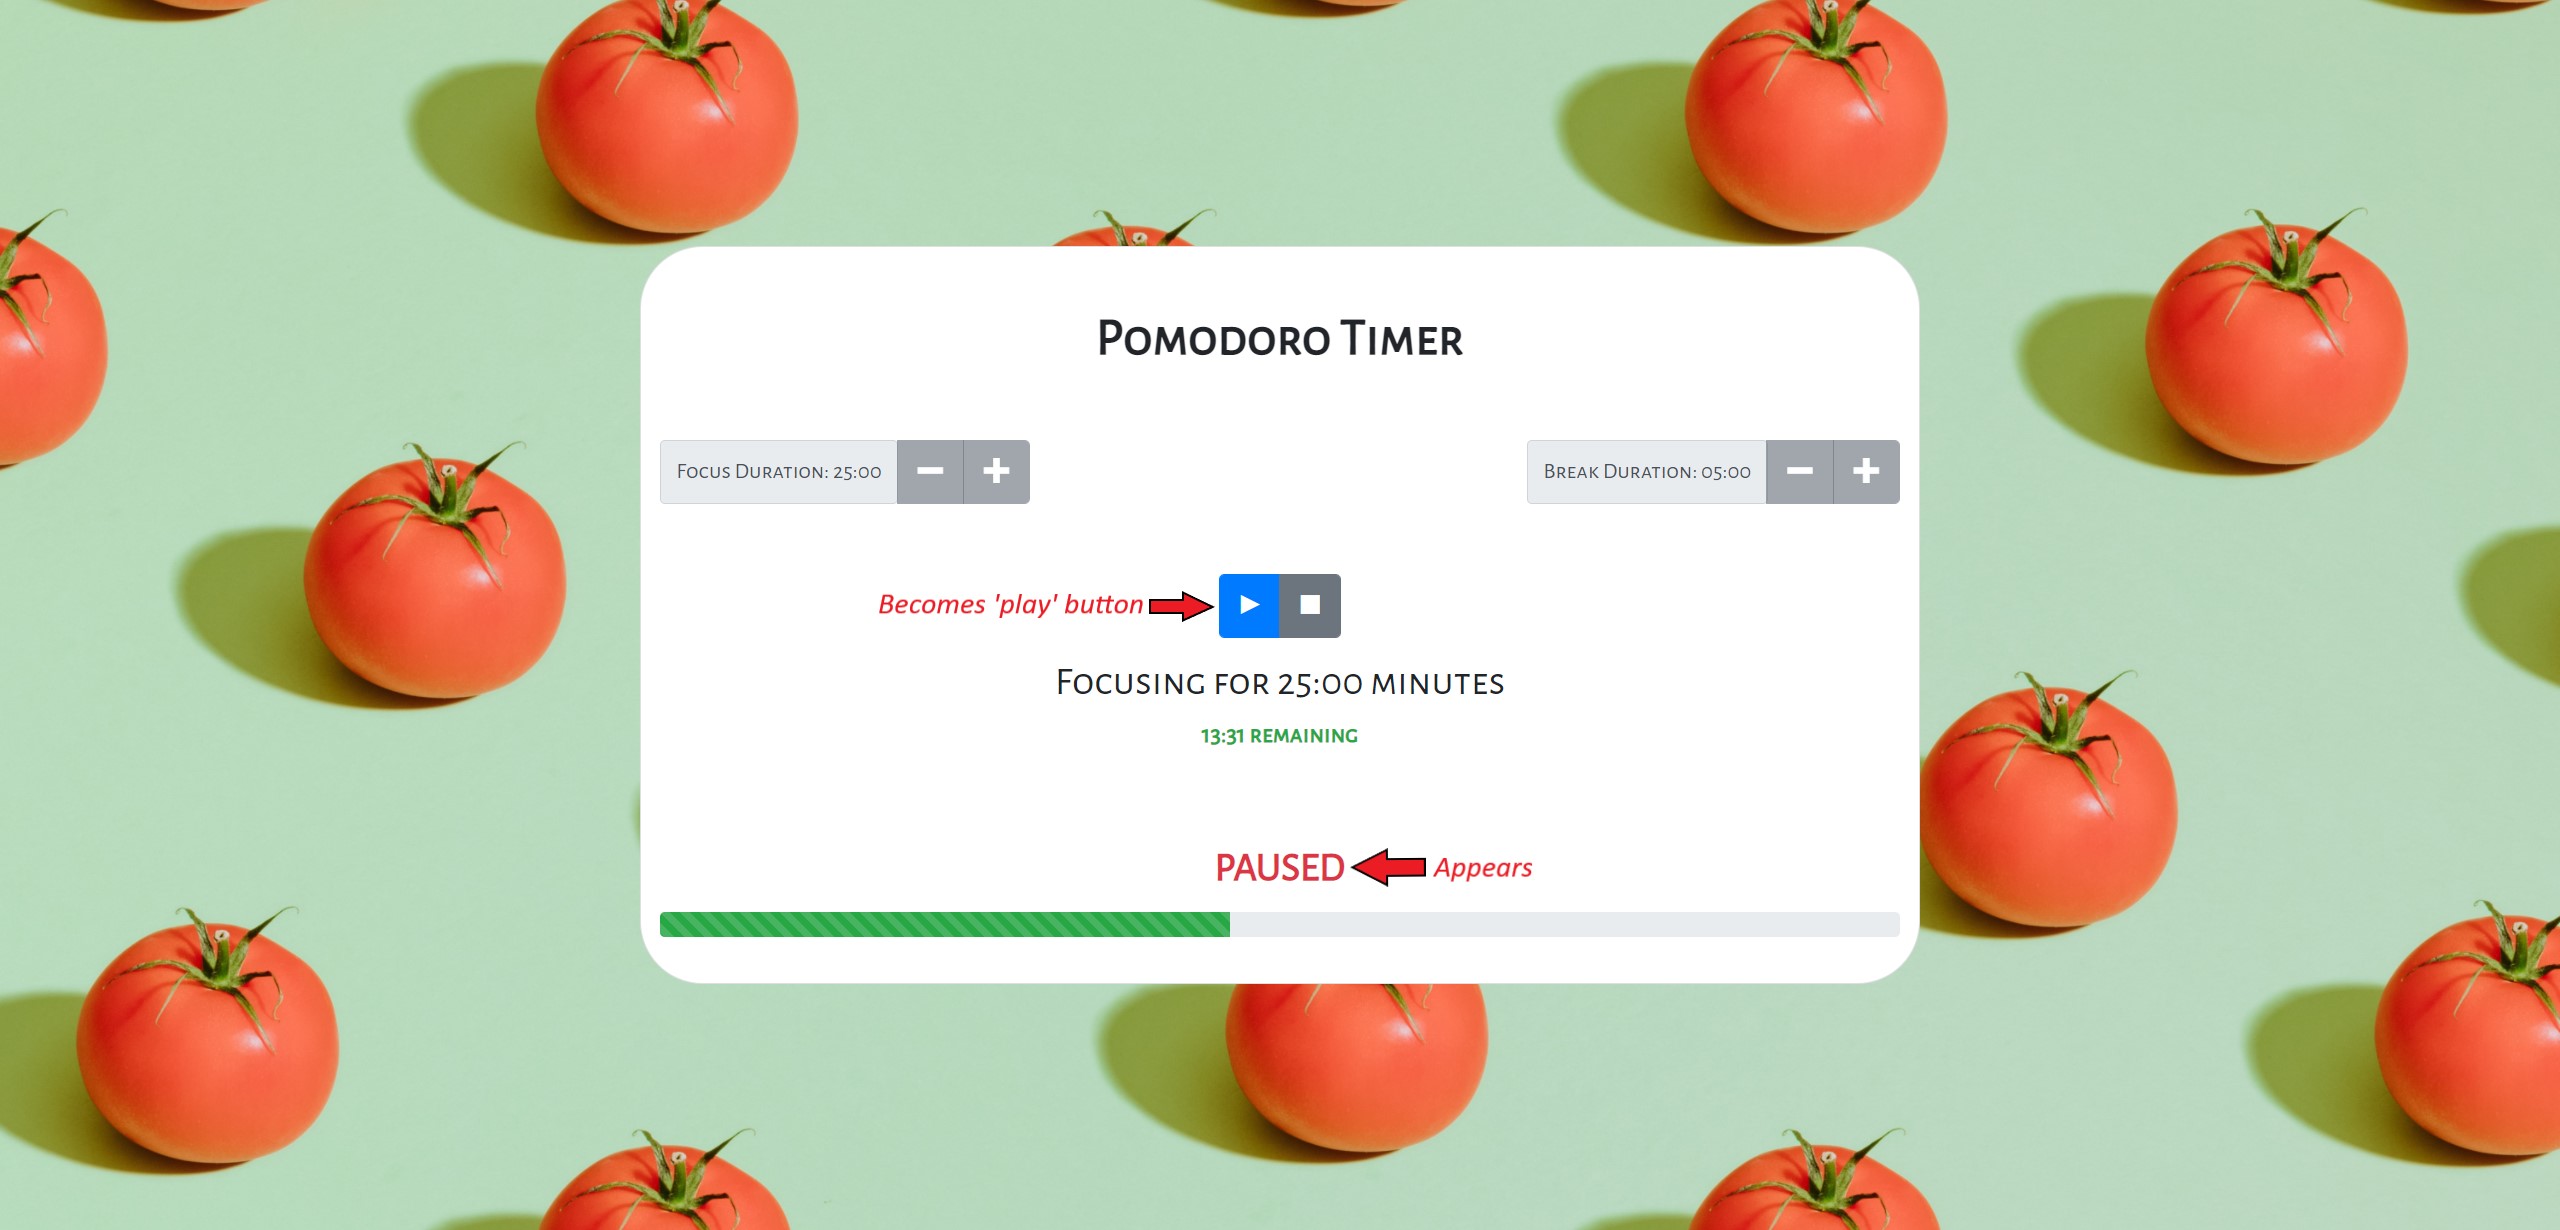 Pomodoro Timer
Focus Duration: 25:00
Break Duration: 05:00
Becomes 'play' button
Focusing for 25:00 minutes
13:31 remaining
PAUSED
Appears